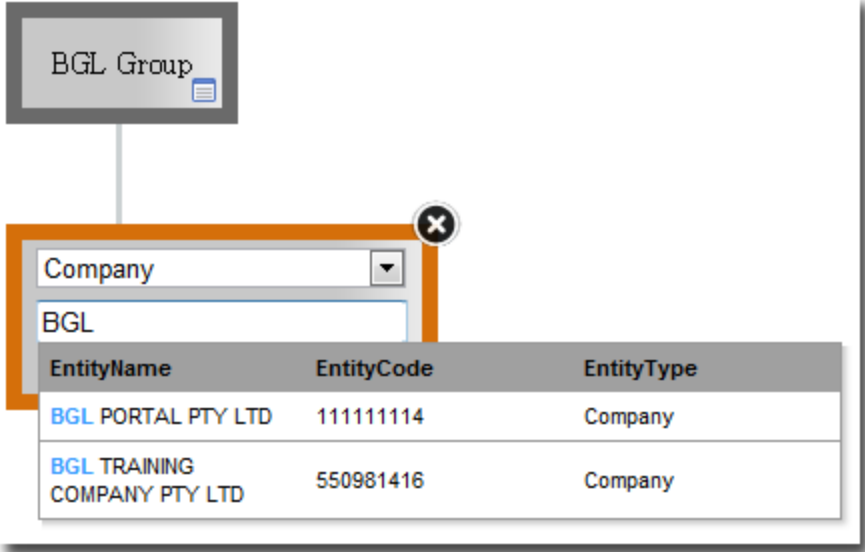 BGL Group
Company
BGL
EntityName EntityCode EntityType
BGL PORTAL PTY LTD 111111114 Company
BGL TRAINING
COMPANY PTY LTD 550981416 Company